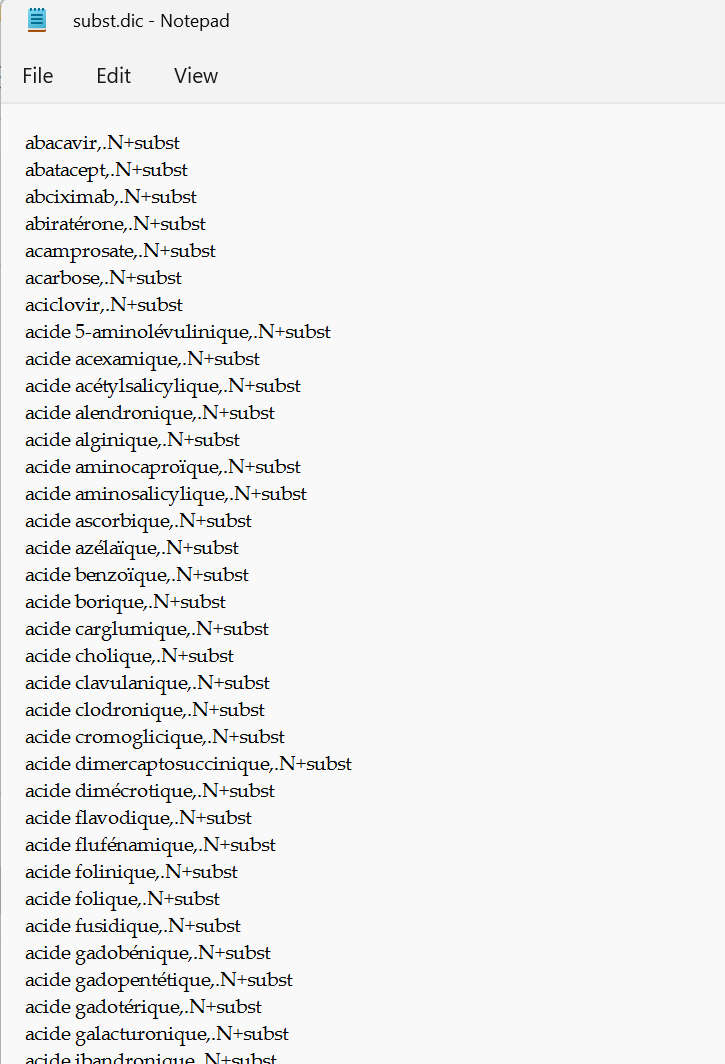 subst.dic - Notepad
File Edit View
abacavir,.N+subst
abatacept,.N+subst
abciximab,.N+subst
abiratérone,.N+subst
acamprosate,.N+subst
acarbose,.N+subst
aciclovir,.N+subst
acide 5-aminolévulinique,.N+subst
acide acexamique,.N+subst
acide acétylsalicylique,.N+subst
acide alendronique,.N+subst
acide alginique,.N+subst
acide aminocaproïque,.N+subst
acide aminosalicylique,.N+subst
acide ascorbique,.N+subst
acide azélaïque,.N+subst
acide benzoïque,.N+subst
acide borique,.N+subst
acide carglumique,.N+subst
acide cholique,.N+subst
acide clavulanique,.N+subst
acide clodronique,.N+subst
acide cromoglicique,.N+subst
acide dimercaptosuccinique,.N+subst
acide dimécrotique,.N+subst
acide flavodique,.N+subst
acide flufénamique,.N+subst
acide folinique,.N+subst
acide folique,.N+subst
acide fusidique,.N+subst
acide gadobénique,.N+subst
acide gadopentétique,.N+subst
acide gadotérique,.N+subst
acide galacturonique,.N+subst
acide ibandronique,.N+subst